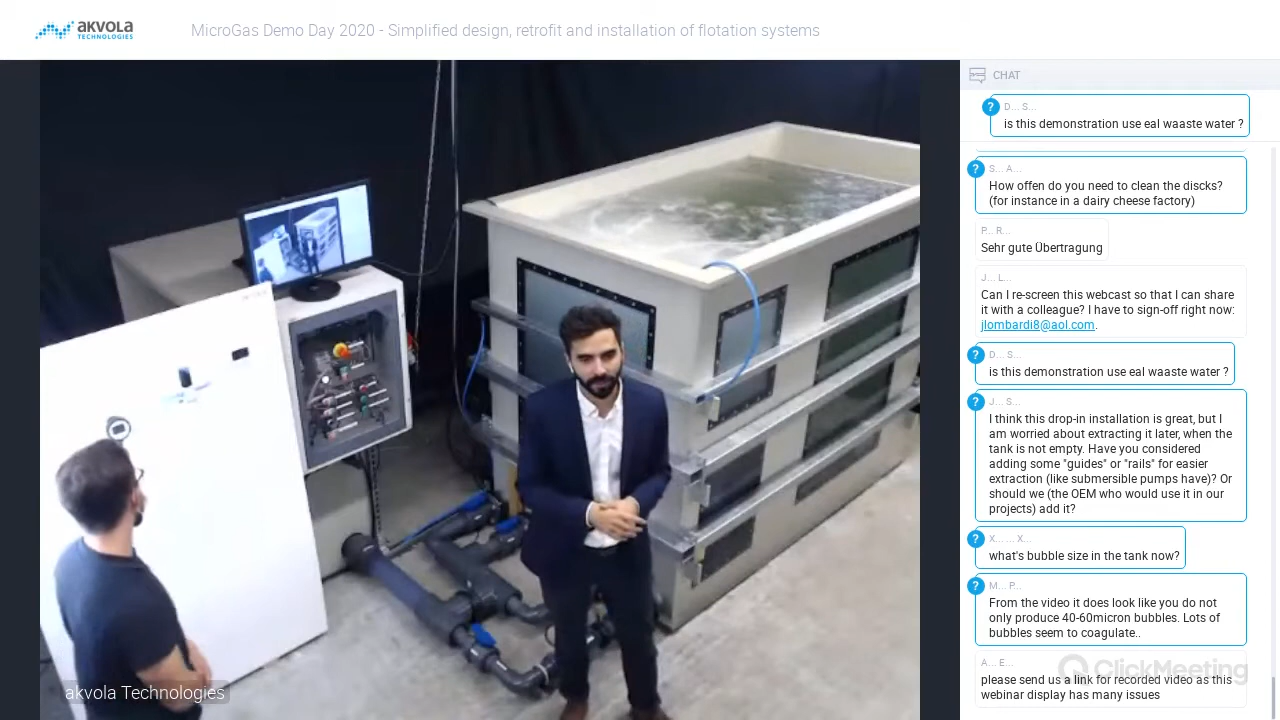 akvola
TECHNOLOGIES
MicroGas Demo Day 2020 - Simplified design, retrofit and installation of flotation systems
akvola Technologies
CHAT
? D... S...
is this demonstration use eal waaste water ?
? S... A...
How offen do you need to clean the discks?
(for instance in a dairy cheese factory)
P... R...
Sehr gute Übertragung
J... L...
Can I re-screen this webcast so that I can share
it with a colleague? I have to sign-off right now:
jlombardi8@aol.com.
? D... S...
is this demonstration use eal waaste water ?
? J... S...
I think this drop-in installation is great, but I
am worried about extracting it later, when the
tank is not empty. Have you considered
adding some "guides" or "rails" for easier
extraction (like submersible pumps have)? Or
should we (the OEM who would use it in our
projects) add it?
? X... ... X...
what's bubble size in the tank now?
? M... P...
From the video it does look like you do not
only produce 40-60micron bubbles. Lots of
bubbles seem to coagulate..
A... E...
please send us a link for recorded video as this
webinar display has many issues
ClickMeeting